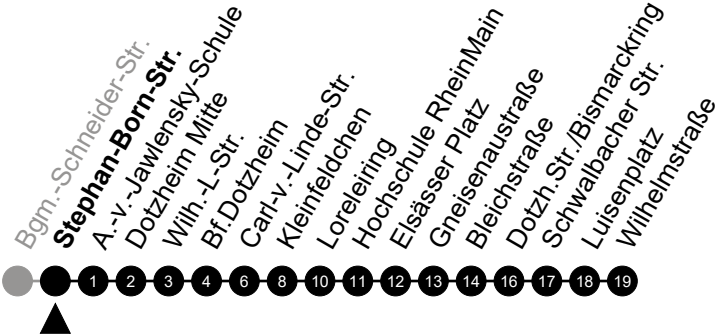 Bgm.-Schneider-Str.
Stephan-Born-Str.
A.-v.-Jawlensky-Schule
Dotzheim Mitte
Wilh.-L-Str.
Bf.Dotzheim
Carl-v.-Linde-Str.
Kleinfeldchen
Loreleiring
Hochschule RheinMain
Elsässer Platz
Gneisenaustraße
Bleichstraße
Dotzh.Str./Bismarckring
Schwalbacher Str.
Luisenplatz
Wilhelmstraße
1 2 3 4 6 8 10 11 12 13 14 16 17 18 19